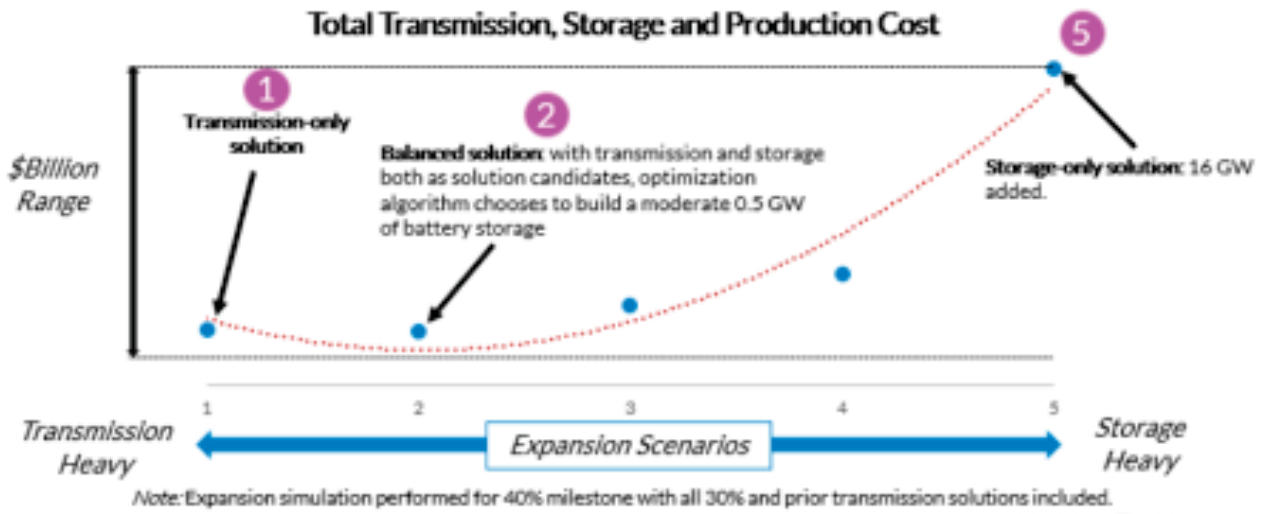 Total Transmission, Storage and Production Cost
5
1
Transmission-only
solution
2
Balanced solution: with transmission and storage
both as solution candidates, optimization
algorithm chooses to build a moderate 0.5 GW
of battery storage
Storage-only solution: 16 GW
added.
$Billion
Range
1 2 3 4 5
Transmission
Heavy
Expansion Scenarios
Storage
Heavy
Note: Expansion simulation performed for 40% milestone with all 30% and prior transmission solutions included.